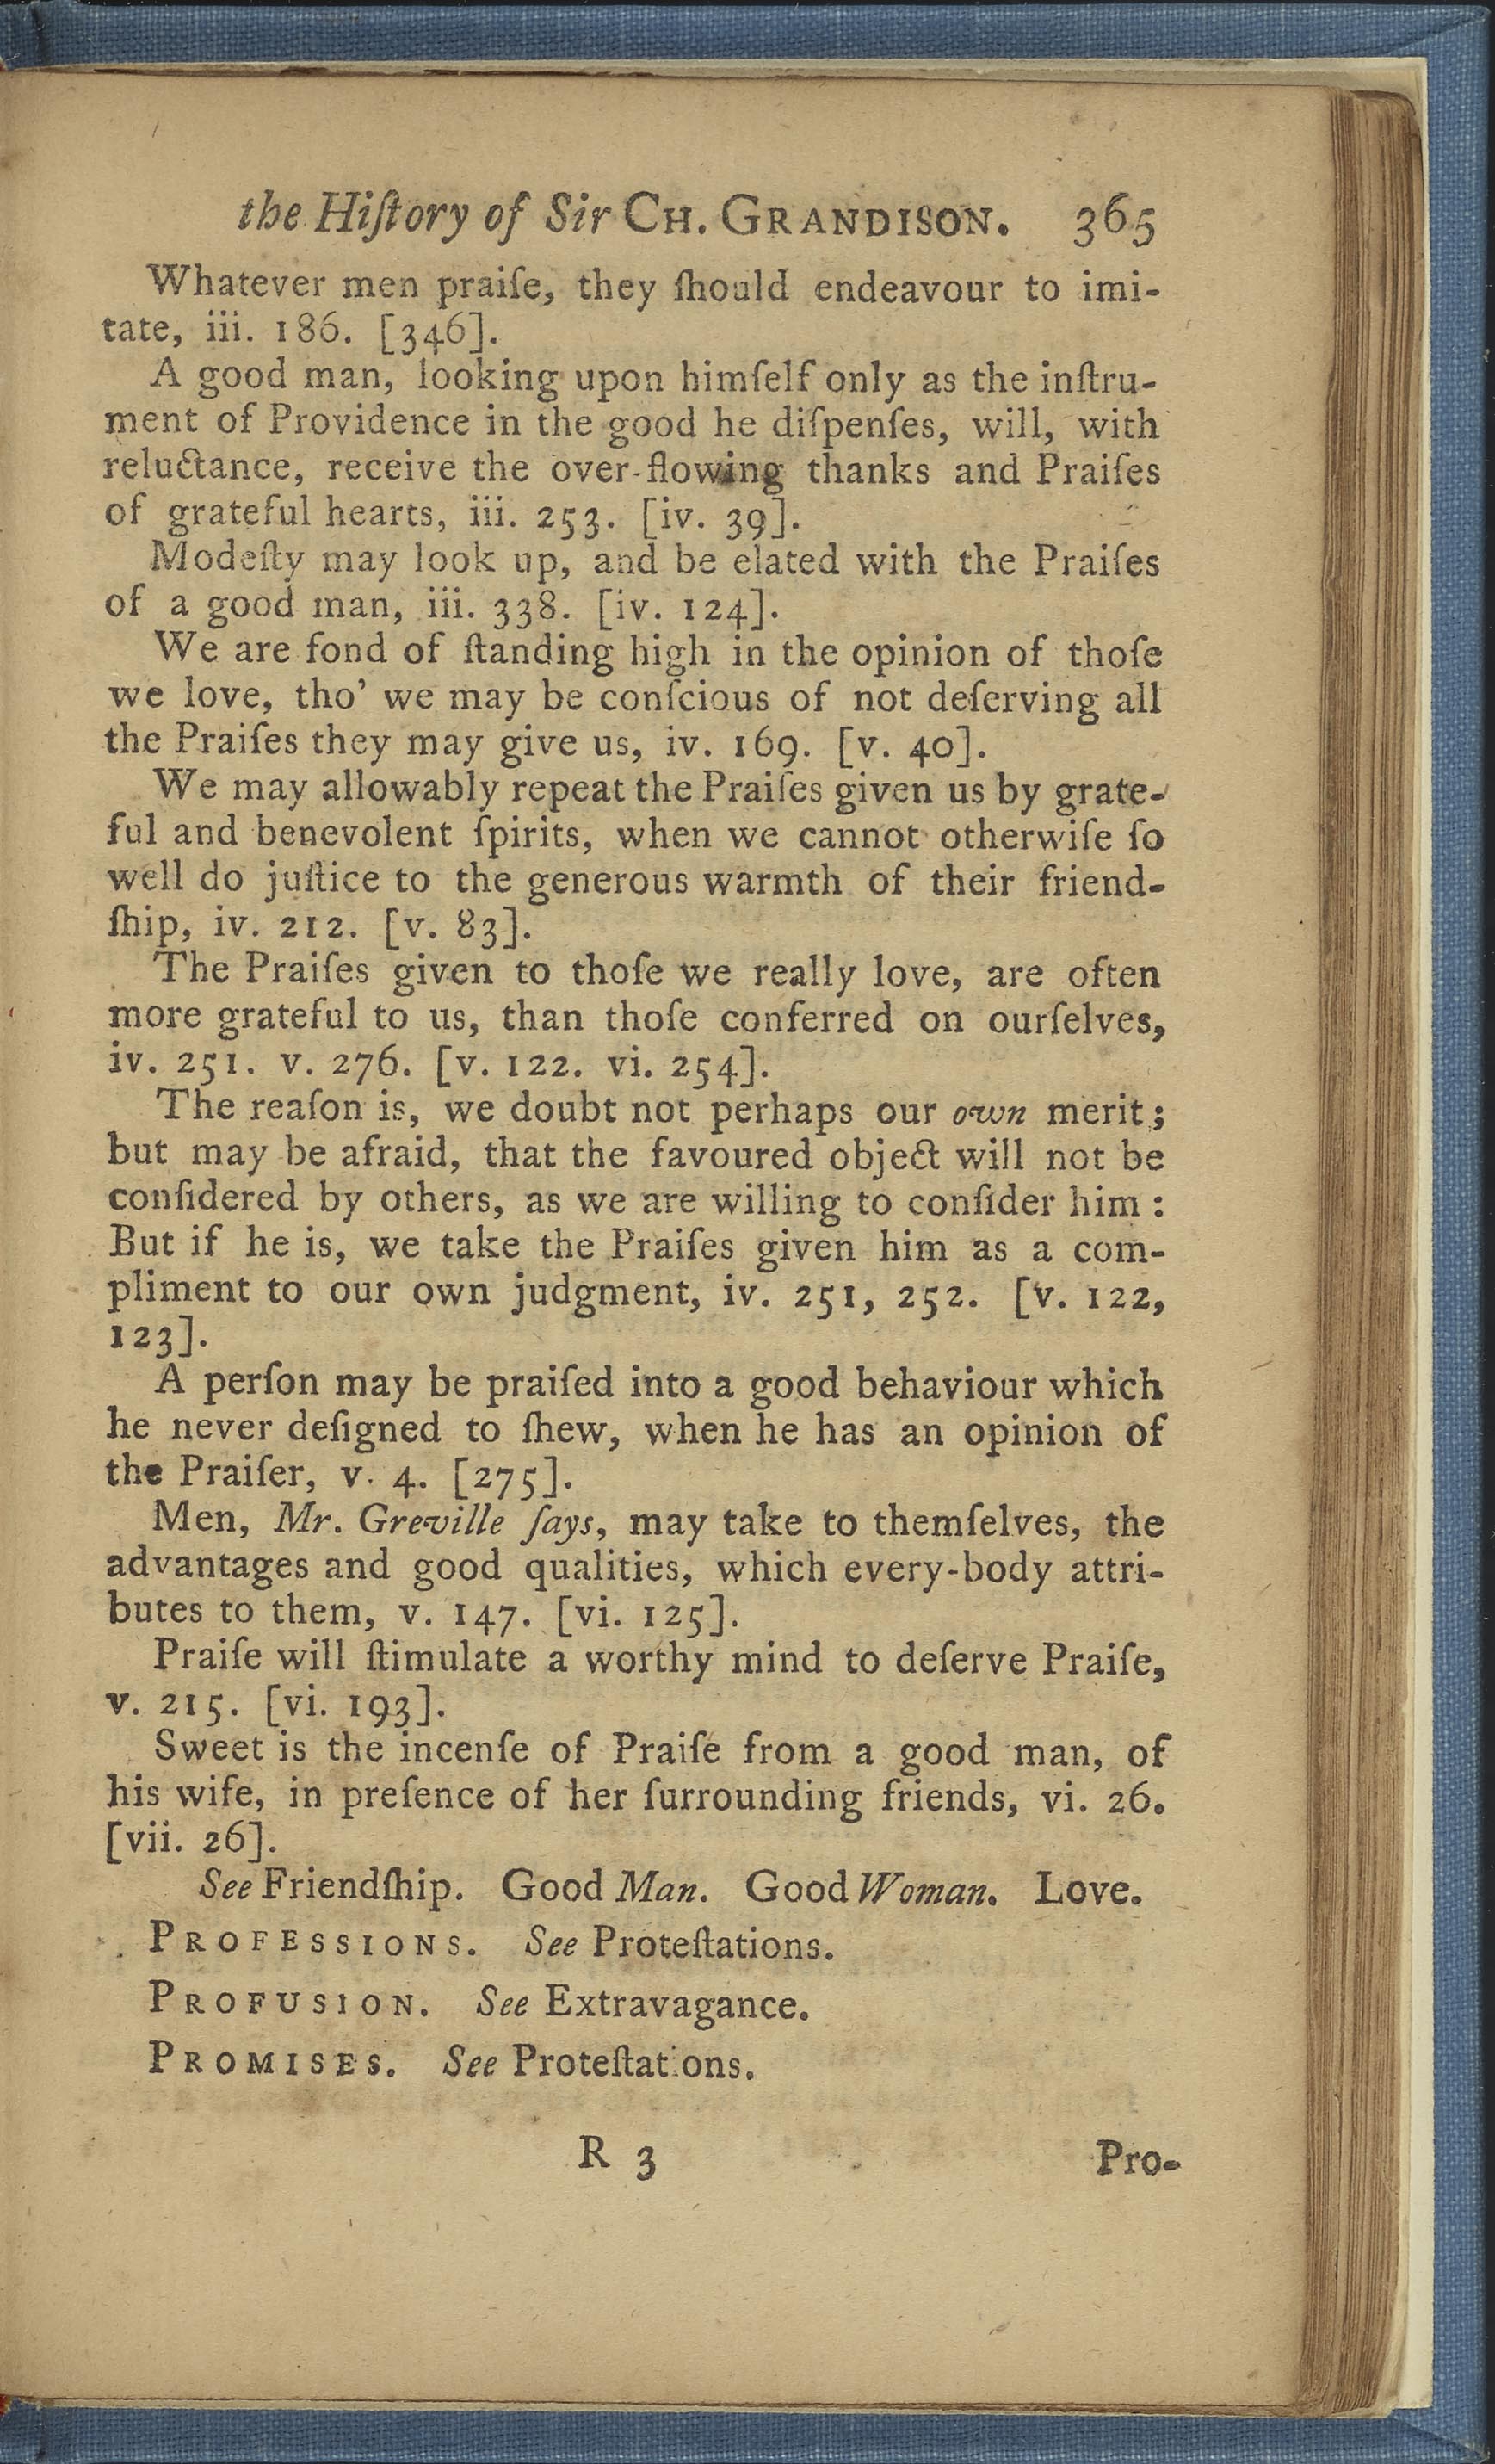 the Hiſtory of Sir CH. GRANDISON. 365
Whatever men praiſe, they ſhould endeavour to imi-
tate, iii. 186. [346].
A good man, looking upon himſelf only as the inſtru-
ment of Providence in the good he diſpenſes, will, with
reluctance, receive the over-flowing thanks and Praiſes
of grateful hearts, iii. 253. [iv. 39].
Modeſty may look up, and be elated with the Praiſes
of a good man, iii. 338. [iv. 124].
We are fond of ſtanding high in the opinion of thoſe
we love, tho' we may be conſcious of not deſerving all
the Praiſes they may give us, iv. 169. [v. 40].
We may allowably repeat the Praiſes given us by grate-
ful and benevolent ſpirits, when we cannot otherwiſe ſo
well do juſtice to the generous warmth of their friend-
ſhip, iv. 212. [v. 83].
The Praiſes given to thoſe we really love, are often
more grateful to us, than thoſe conferred on ourſelves,
iv. 251. v. 276. [v. 122. vi. 254].
The reaſon is, we doubt not perhaps our own merit;
but may be afraid, that the favoured object will not be
conſidered by others, as we are willing to conſider him :
But if he is, we take the Praiſes given him as a com-
pliment to our own judgment, iv. 251, 252. [v. 122,
123].
A perſon may be praiſed into a good behaviour which
he never deſigned to ſhew, when he has an opinion of
the Praiſer, v. 4. [275].
Men, Mr. Greville ſays, may take to themſelves, the
advantages and good qualities, which every-body attri-
butes to them, v. 147. [vi. 125].
Praiſe will ſtimulate a worthy mind to deſerve Praiſe,
v. 215. [vi. 193].
Sweet is the incenſe of Praiſe from a good man, of
his wife, in preſence of her ſurrounding friends, vi. 26.
[vii. 26].
See Friendſhip. Good Man. Good Woman. Love.
PROFESSIONS. See Proteſtations.
PROFUSION. See Extravagance.
PROMISES. See Proteſtations.
R 3 Pro-